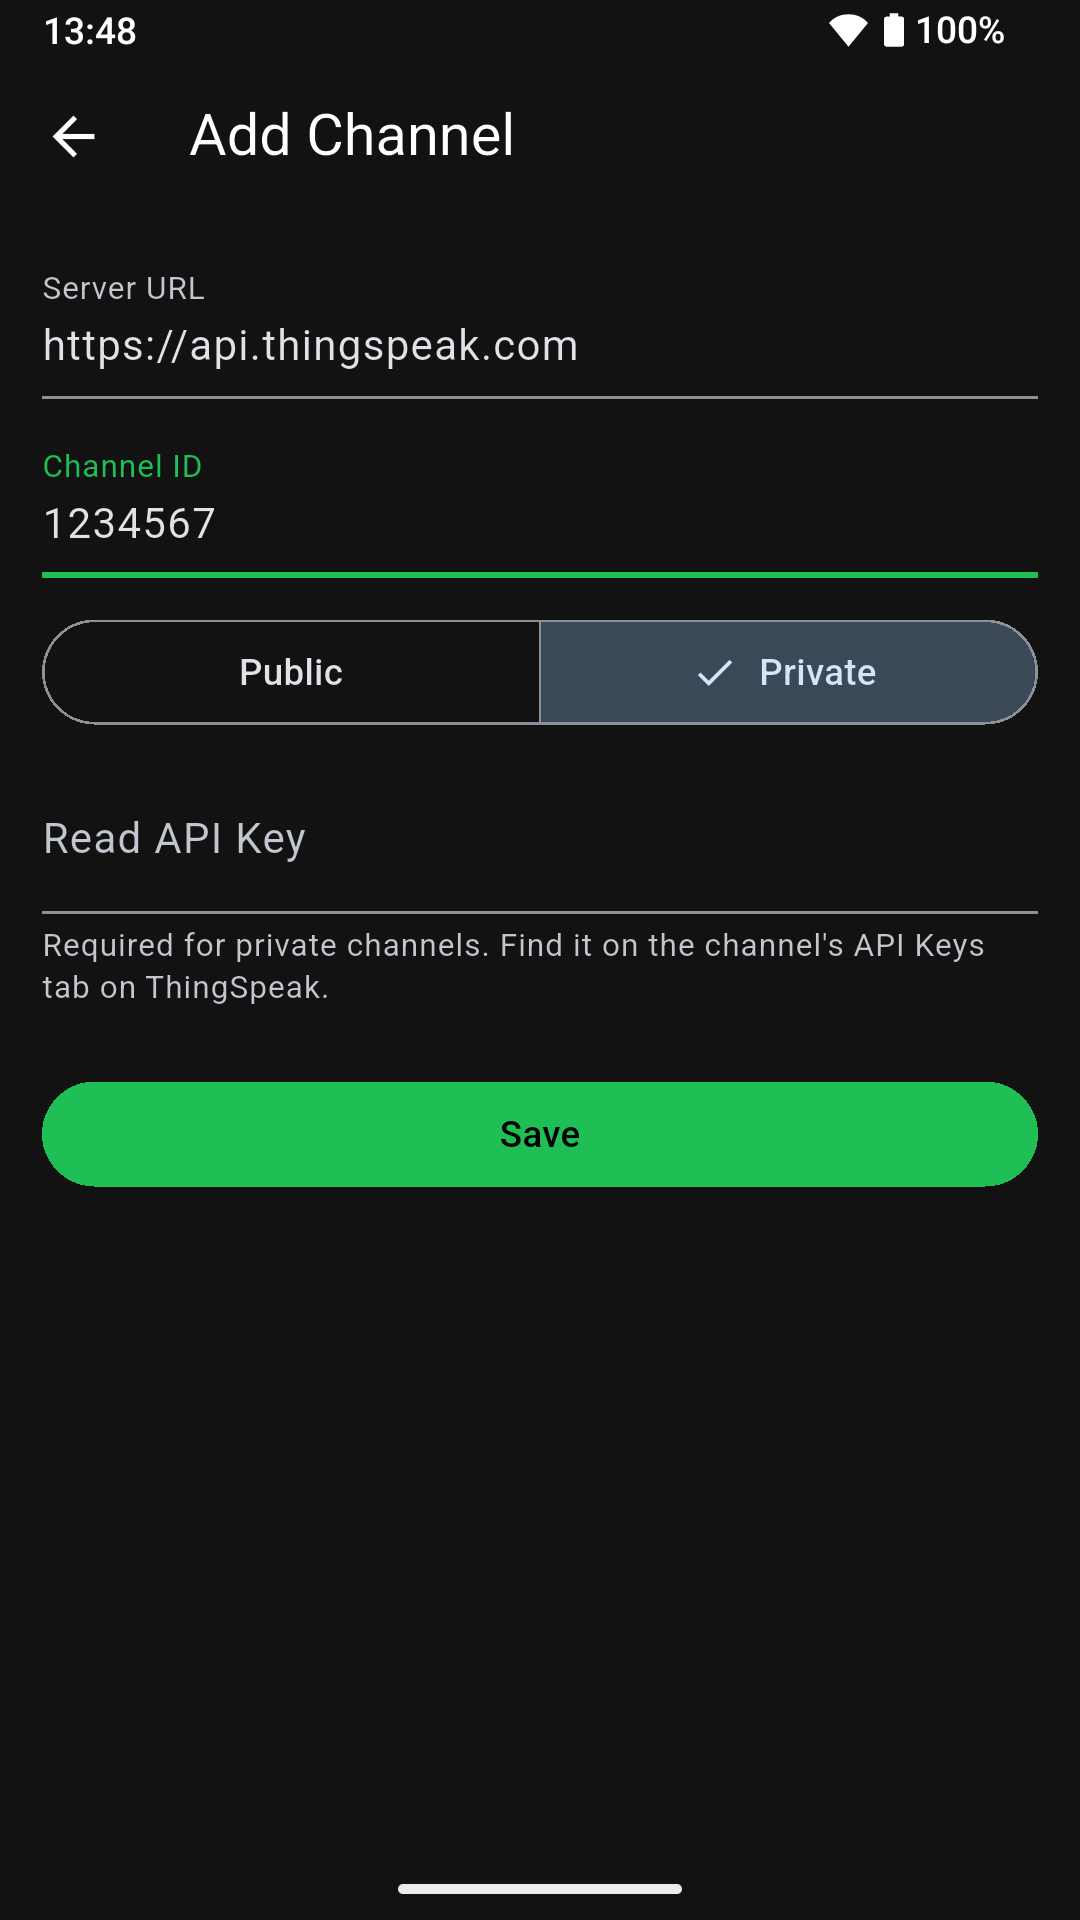 13:48
100%
Add Channel
Server URL
https://api.thingspeak.com
Channel ID
1234567
Public
Private
Read API Key
Required for private channels. Find it on the channel's API Keys
tab on ThingSpeak.
Save